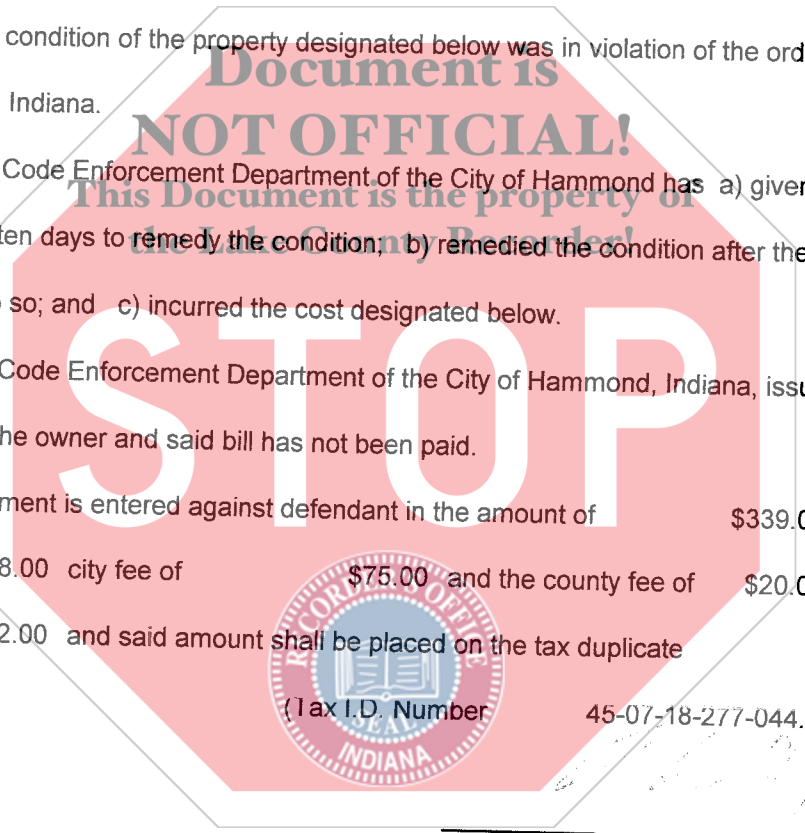 condition of the property designated below was in violation of the ord
Document is
Indiana.
NOT OFFICIAL!
Code Enforcement Department of the City of Hammond has a) given
This Document is the property of
ten days to remedy the condition; b) remedied the condition after the
the Lake County Recorder!
so; and c) incurred the cost designated below.
STOP
Code Enforcement Department of the City of Hammond, Indiana, issu
he owner and said bill has not been paid.
ment is entered against defendant in the amount of $339.0
8.00 city fee of $75.00 and the county fee of $20.0
RECORDER'S OFFICE
2.00 and said amount shall be placed on the tax duplicate
(Tax I.D. Number 45-07-18-277-044.
SEAL
INDIANA